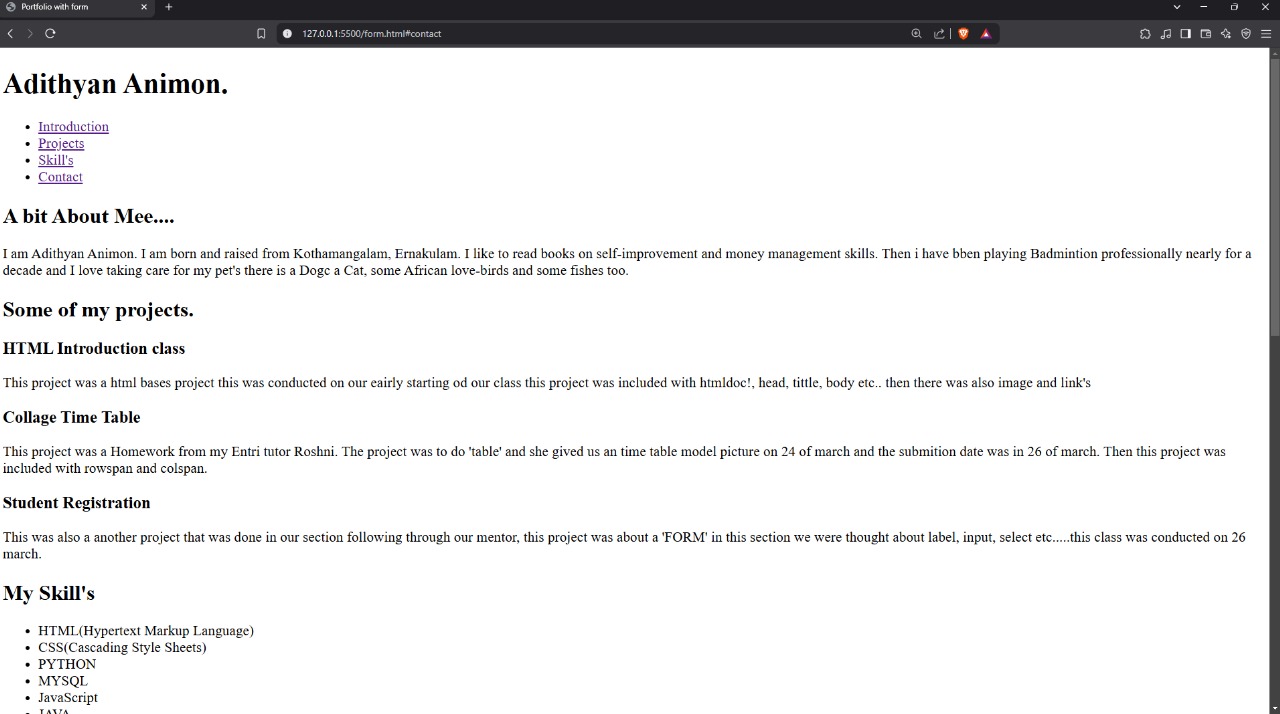 Portfolio with form
127.0.0.1:5500/form.html#contact
Adithyan Animon.
Introduction
Projects
Skill's
Contact
A bit About Mee....
I am Adithyan Animon. I am born and raised from Kothamangalam, Ernakulam. I like to read books on self-improvement and money management skills. Then i have bben playing Badmintion professionally nearly for a
decade and I love taking care for my pet's there is a Dogc a Cat, some African love-birds and some fishes too.
Some of my projects.
HTML Introduction class
This project was a html bases project this was conducted on our eairly starting od our class this project was included with htmldoc!, head, tittle, body etc.. then there was also image and link's
Collage Time Table
This project was a Homework from my Entri tutor Roshni. The project was to do 'table' and she gived us an time table model picture on 24 of march and the submition date was in 26 of march. Then this project was
included with rowspan and colspan.
Student Registration
This was also a another project that was done in our section following through our mentor, this project was about a 'FORM' in this section we were thought about label, input, select etc.....this class was conducted on 26
march.
My Skill's
HTML(Hypertext Markup Language)
CSS(Cascading Style Sheets)
PYTHON
MYSQL
JavaScript
JAVA